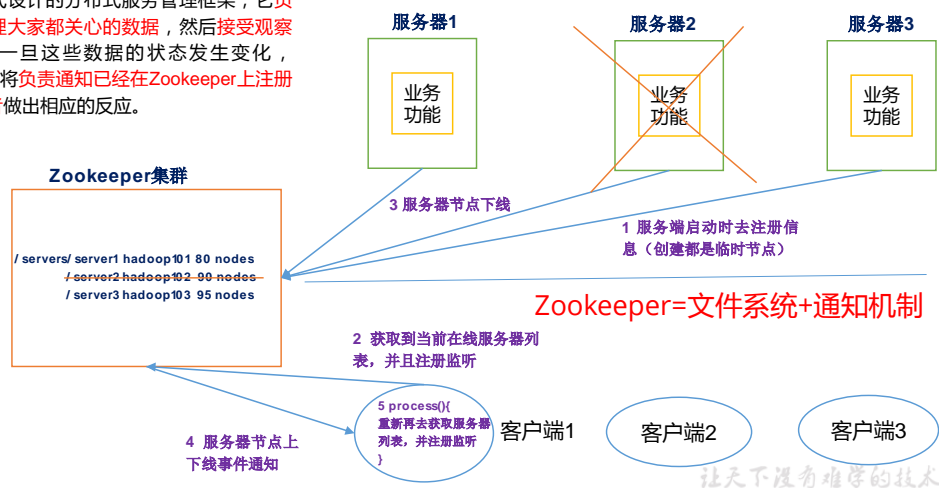 式设计的分布式服务管理框架，它负
理大家都关心的数据，然后接受观察
一旦这些数据的状态发生变化，
将负责通知已经在Zookeeper上注册
做出相应的反应。
服务器1
服务器2
服务器3
业务
功能
业务
功能
业务
功能
Zookeeper集群
3 服务器节点下线
1 服务端启动时去注册信
息（创建都是临时节点）
/ servers/ server1 hadoop101 80 nodes
/ server2 hadoop102 90 nodes
/ server3 hadoop103 95 nodes
Zookeeper=文件系统+通知机制
2 获取到当前在线服务器列
表，并且注册监听
5 process(){
重新再去获取服务器
列表，并注册监听
}
客户端1
客户端2
客户端3
4 服务器节点上
下线事件通知
让天下没有难学的技术